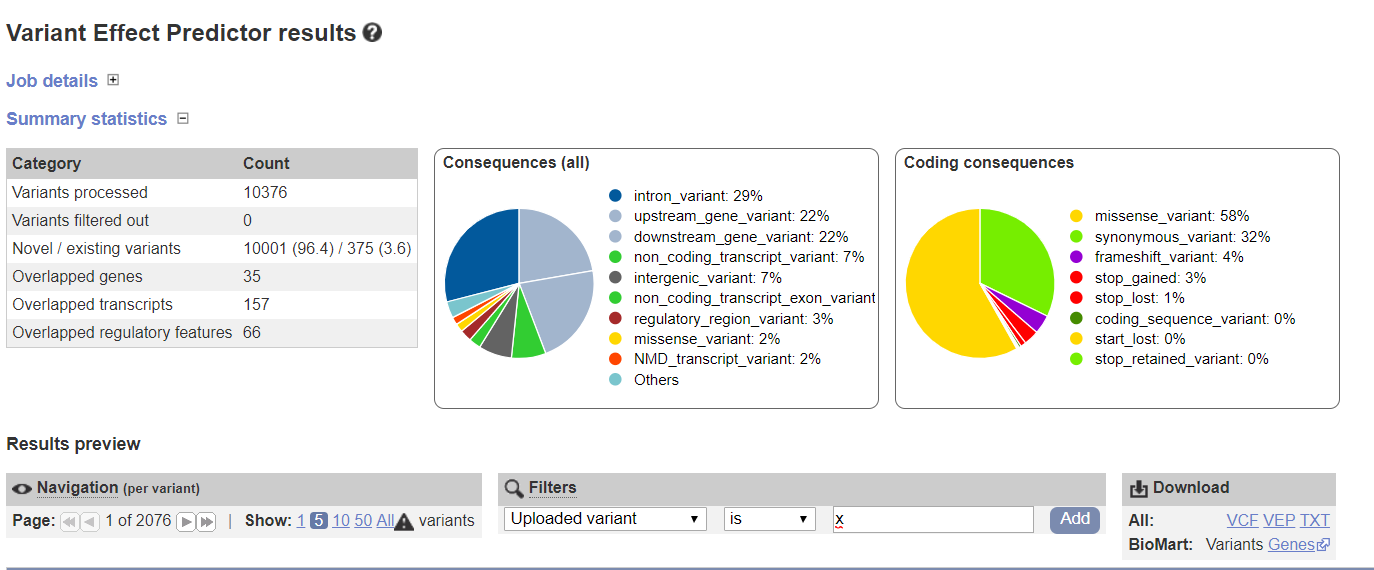 Variant Effect Predictor results ?
Job details
Summary statistics
Category Count
Variants processed 10376
Variants filtered out 0
Novel / existing variants 10001 (96.4) / 375 (3.6)
Overlapped genes 35
Overlapped transcripts 157
Overlapped regulatory features 66
Consequences (all)
intron_variant: 29%
upstream_gene_variant: 22%
downstream_gene_variant: 22%
non_coding_transcript_variant: 7%
intergenic_variant: 7%
non_coding_transcript_exon_variant
regulatory_region_variant: 3%
missense_variant: 2%
NMD_transcript_variant: 2%
Others
Coding consequences
missense_variant: 58%
synonymous_variant: 32%
frameshift_variant: 4%
stop_gained: 3%
stop_lost: 1%
coding_sequence_variant: 0%
start_lost: 0%
stop_retained_variant: 0%
Results preview
Navigation (per variant)
Page: 1 of 2076 | Show: 1 5 10 50 All variants
Filters
Uploaded variant is x Add
Download
All: VCF VEP TXT
BioMart: Variants Genes